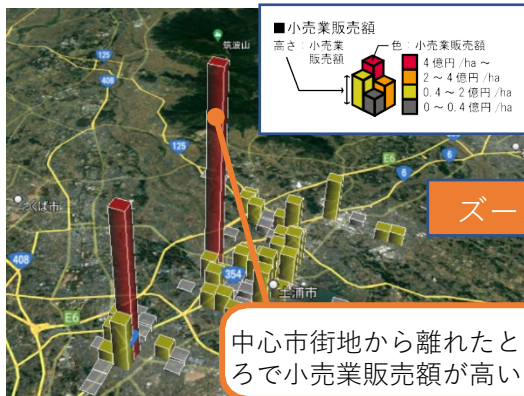 ■小売業販売額
高さ：小売業
販売額
色：小売業販売額
4億円/ha～
2～4億円/ha
0.4～2億円/ha
0～0.4億円/ha
筑波山
125
408
125
6
E6
6
つくば市
ズー
408
354
土浦市
E6
中心市街地から離れたと
ろで小売業販売額が高い